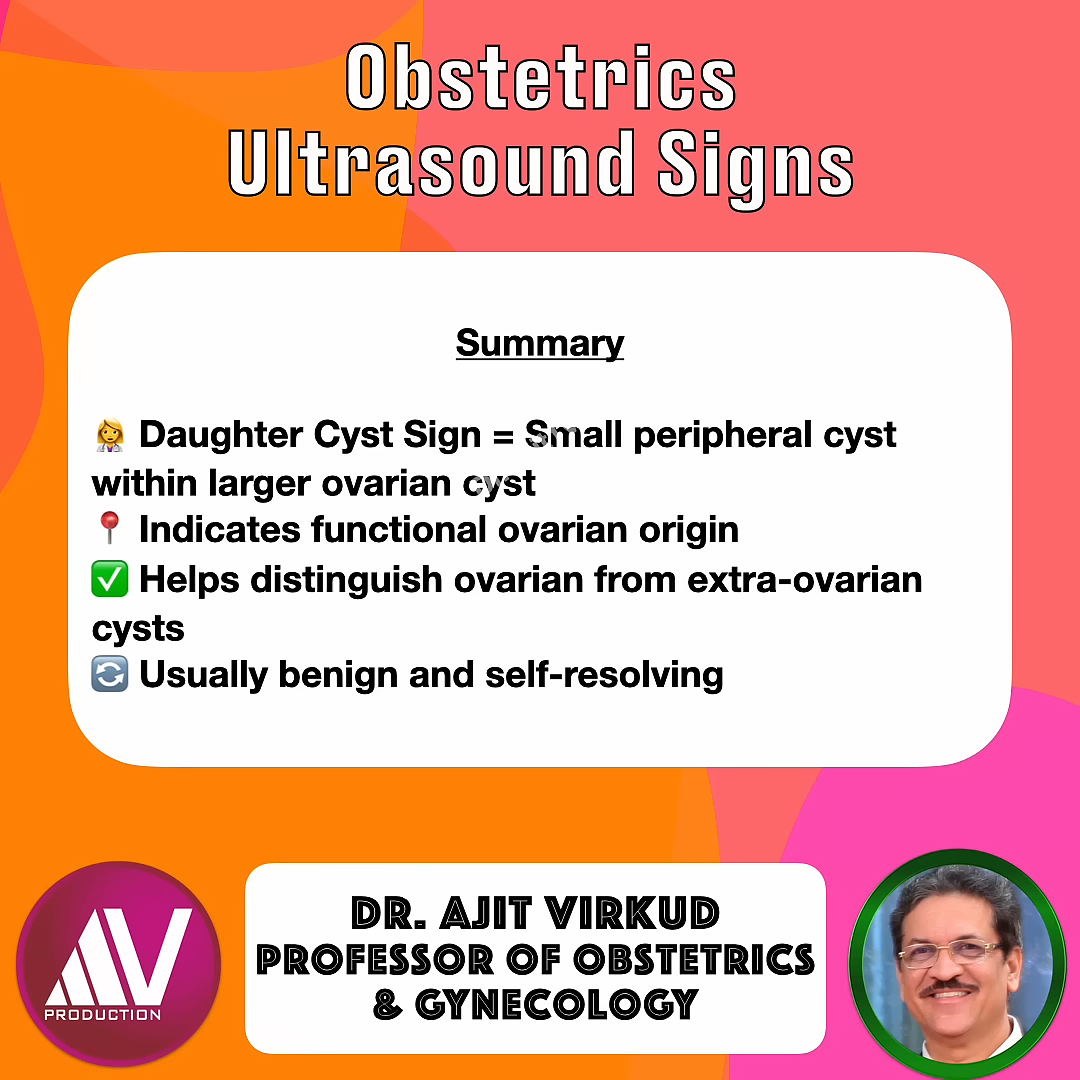 Obstetrics
Ultrasound Signs
Summary
👩‍⚕️ Daughter Cyst Sign = Small peripheral cyst
within larger ovarian cyst
📍 Indicates functional ovarian origin
✅ Helps distinguish ovarian from extra-ovarian
cysts
🔄 Usually benign and self-resolving
DR. AJIT VIRKUD
PROFESSOR OF OBSTETRICS
& GYNECOLOGY
AV
PRODUCTION